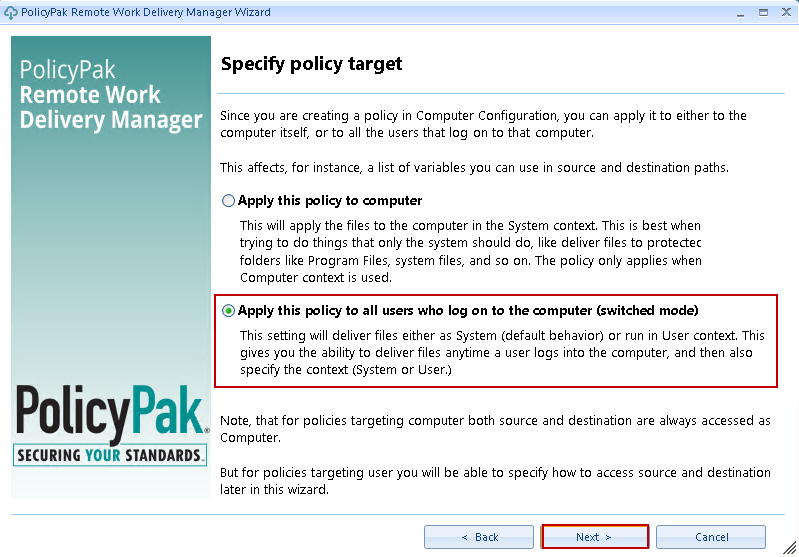 PolicyPak Remote Work Delivery Manager Wizard
PolicyPak
Remote Work
Delivery Manager
Specify policy target
Since you are creating a policy in Computer Configuration, you can apply it to either to the
computer itself, or to all the users that log on to that computer.
This affects, for instance, a list of variables you can use in source and destination paths.
Apply this policy to computer
This will apply the files to the computer in the System context. This is best when
trying to do things that only the system should do, like deliver files to protected
folders like Program Files, system files, and so on. The policy only applies when
Computer context is used.
Apply this policy to all users who log on to the computer (switched mode)
This setting will deliver files either as System (default behavior) or run in User context. This
gives you the ability to deliver files anytime a user logs into the computer, and then also
specify the context (System or User.)
PolicyPak®
SECURING YOUR STANDARDS™
Note, that for policies targeting computer both source and destination are always accessed as
Computer.
But for policies targeting user you will be able to specify how to access source and destination
later in this wizard.
< Back
Next >
Cancel